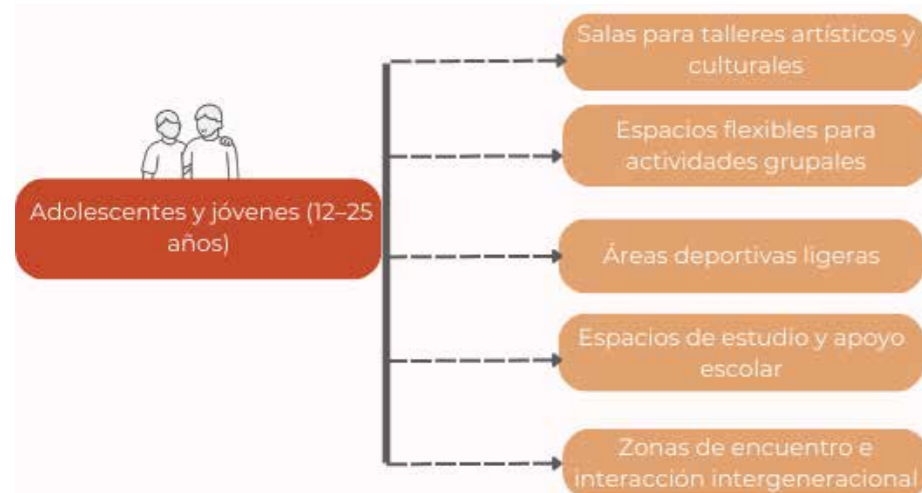 Salas para talleres artísticos y
culturales
Espacios flexibles para
actividades grupales
Adolescentes y jóvenes (12–25
años)
Áreas deportivas ligeras
Espacios de estudio y apoyo
escolar
Zonas de encuentro e
interacción intergeneracional